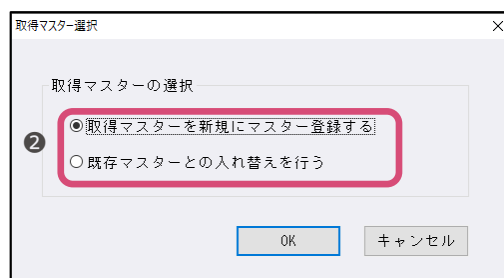 取得マスター選択
取得マスターの選択
❷
取得マスターを新規にマスター登録する
既存マスターとの入れ替えを行う
OK
キャンセル